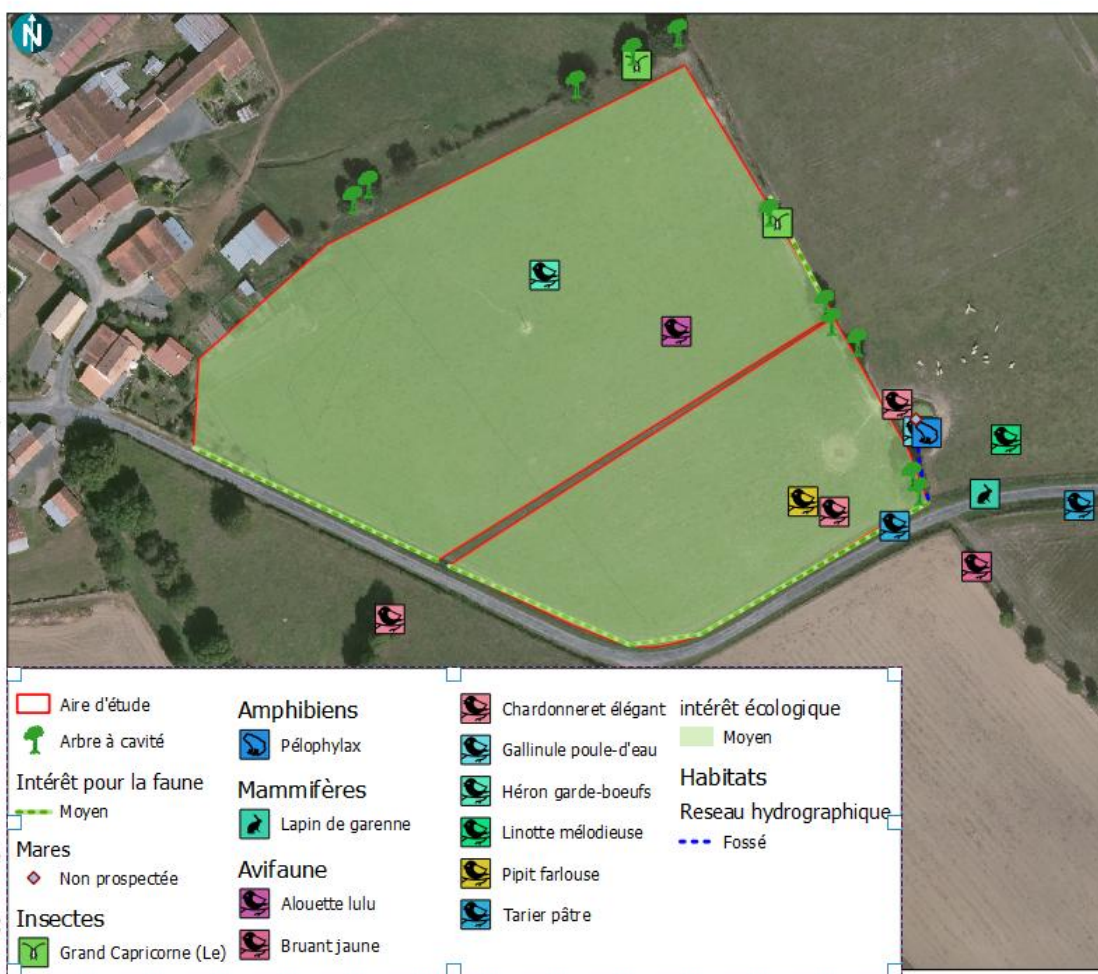 N
Aire d'étude
Arbre à cavité
Intérêt pour la faune
Moyen
Mares
Non prospectée
Insectes
Grand Capricorne (Le)
Amphibiens
Pélophylax
Mammifères
Lapin de garenne
Avifaune
Alouette lulu
Bruant jaune
Chardonneret élégant
Gallinule poule-d'eau
Héron garde-boeufs
Linotte mélodieuse
Pipit farlouse
Tarier pâtre
intérêt écologique
Moyen
Habitats
Reseau hydrographique
Fossé